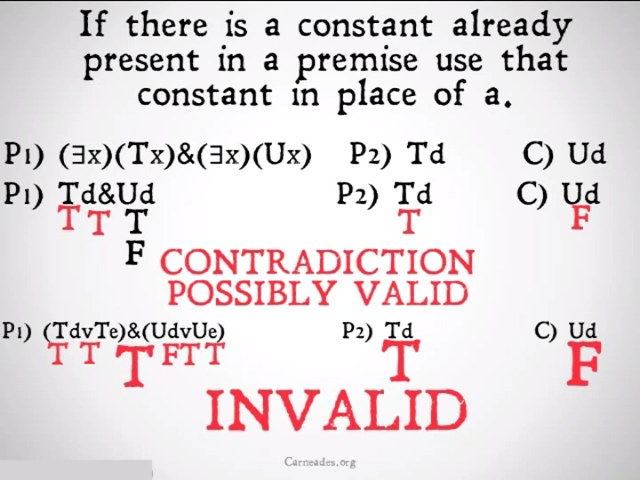 If there is a constant already
present in a premise use that
constant in place of a.
P1) (∃x)(Tx)&(∃x)(Ux) P2) Td C) Ud
P1) Td&Ud P2) Td C) Ud
T T T T F
F
CONTRADICTION
POSSIBLY VALID
P1) (TdvTe)&(UdvUe) P2) Td C) Ud
T T T FTT T F
INVALID
Carneades.org